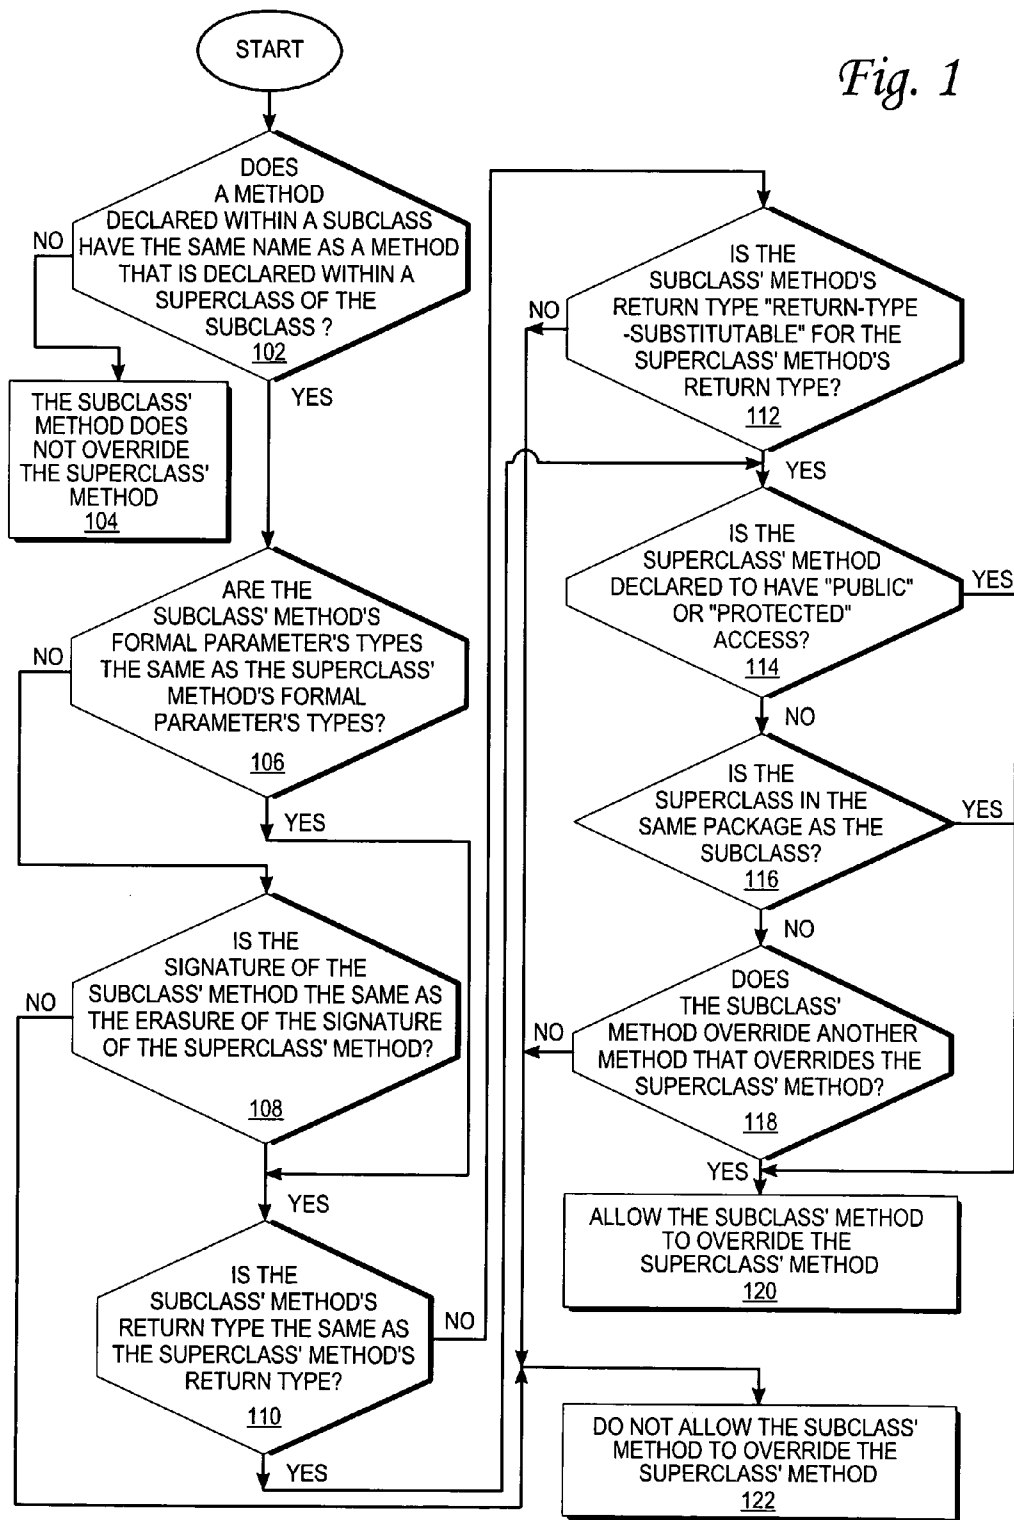 START
Fig. 1
DOES
A METHOD
DECLARED WITHIN A SUBCLASS
HAVE THE SAME NAME AS A METHOD
THAT IS DECLARED WITHIN A
SUPERCLASS OF THE
SUBCLASS ?
102
NO
YES
THE SUBCLASS'
METHOD DOES
NOT OVERRIDE
THE SUPERCLASS'
METHOD
104
ARE THE
SUBCLASS' METHOD'S
FORMAL PARAMETER'S TYPES
THE SAME AS THE SUPERCLASS'
METHOD'S FORMAL
PARAMETER'S TYPES?
106
NO
YES
IS THE
SIGNATURE OF THE
SUBCLASS' METHOD THE SAME AS
THE ERASURE OF THE SIGNATURE
OF THE SUPERCLASS' METHOD?
108
NO
YES
IS THE
SUBCLASS' METHOD'S
RETURN TYPE THE SAME AS
THE SUPERCLASS' METHOD'S
RETURN TYPE?
110
NO
YES
IS THE
SUBCLASS' METHOD'S
RETURN TYPE "RETURN-TYPE
-SUBSTITUTABLE" FOR THE
SUPERCLASS' METHOD'S
RETURN TYPE?
112
NO
YES
IS THE
SUPERCLASS' METHOD
DECLARED TO HAVE "PUBLIC"
OR "PROTECTED"
ACCESS?
114
YES
NO
IS THE
SUPERCLASS IN THE
SAME PACKAGE AS THE
SUBCLASS?
116
YES
NO
DOES
THE SUBCLASS'
METHOD OVERRIDE ANOTHER
METHOD THAT OVERRIDES THE
SUPERCLASS' METHOD?
118
NO
YES
ALLOW THE SUBCLASS' METHOD
TO OVERRIDE THE
SUPERCLASS' METHOD
120
DO NOT ALLOW THE SUBCLASS'
METHOD TO OVERRIDE THE
SUPERCLASS' METHOD
122